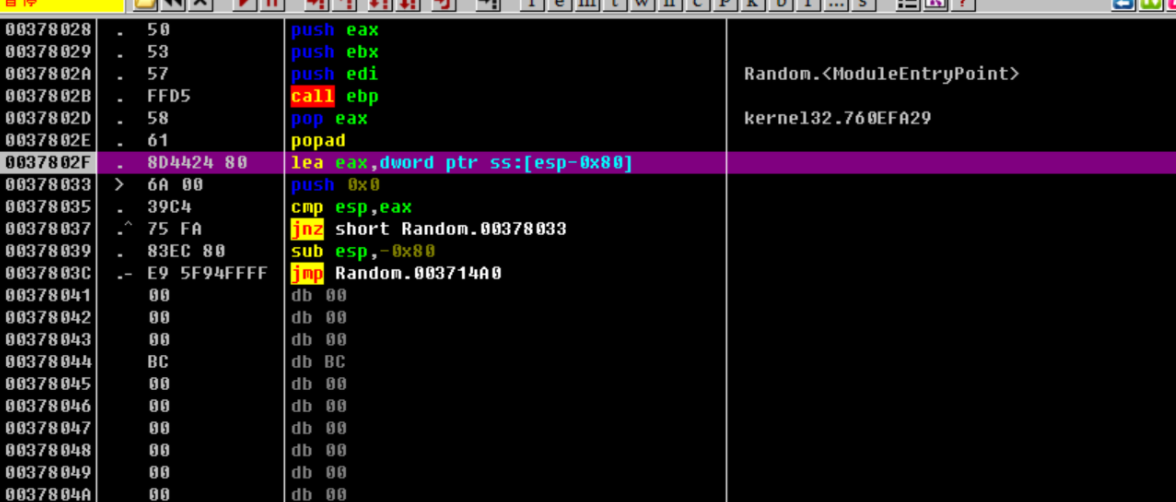 暂停 l e m t w h c P k b r ... s ?
00378028 . 50 push eax
00378029 . 53 push ebx
0037802A . 57 push edi Random.<ModuleEntryPoint>
0037802B . FFD5 call ebp
0037802D . 58 pop eax kernel32.760EFA29
0037802E . 61 popad
0037802F . 8D4424 80 lea eax,dword ptr ss:[esp-0x80]
00378033 > 6A 00 push 0x0
00378035 . 39C4 cmp esp,eax
00378037 .^ 75 FA jnz short Random.00378033
00378039 . 83EC 80 sub esp,-0x80
0037803C .- E9 5F94FFFF jmp Random.003714A0
00378041 00 db 00
00378042 00 db 00
00378043 00 db 00
00378044 BC db BC
00378045 00 db 00
00378046 00 db 00
00378047 00 db 00
00378048 00 db 00
00378049 00 db 00
0037804A 00 db 00